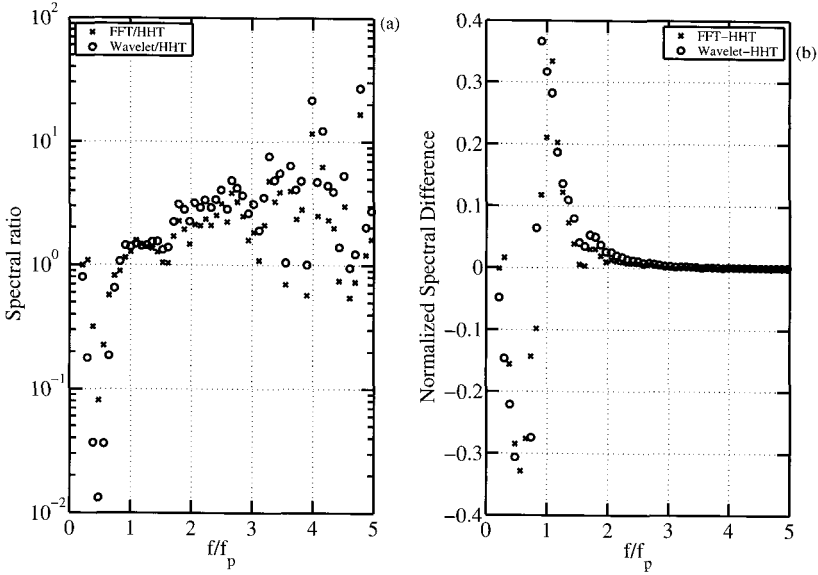 (a)
FFT/HHT
Wavelet/HHT
Spectral ratio
10^2
10^1
10^0
10^-1
10^-2
0 1 2 3 4 5
f/f_p
(b)
FFT-HHT
Wavelet-HHT
Normalized Spectral Difference
0.4
0.3
0.2
0.1
0
-0.1
-0.2
-0.3
-0.4
0 1 2 3 4 5
f/f_p